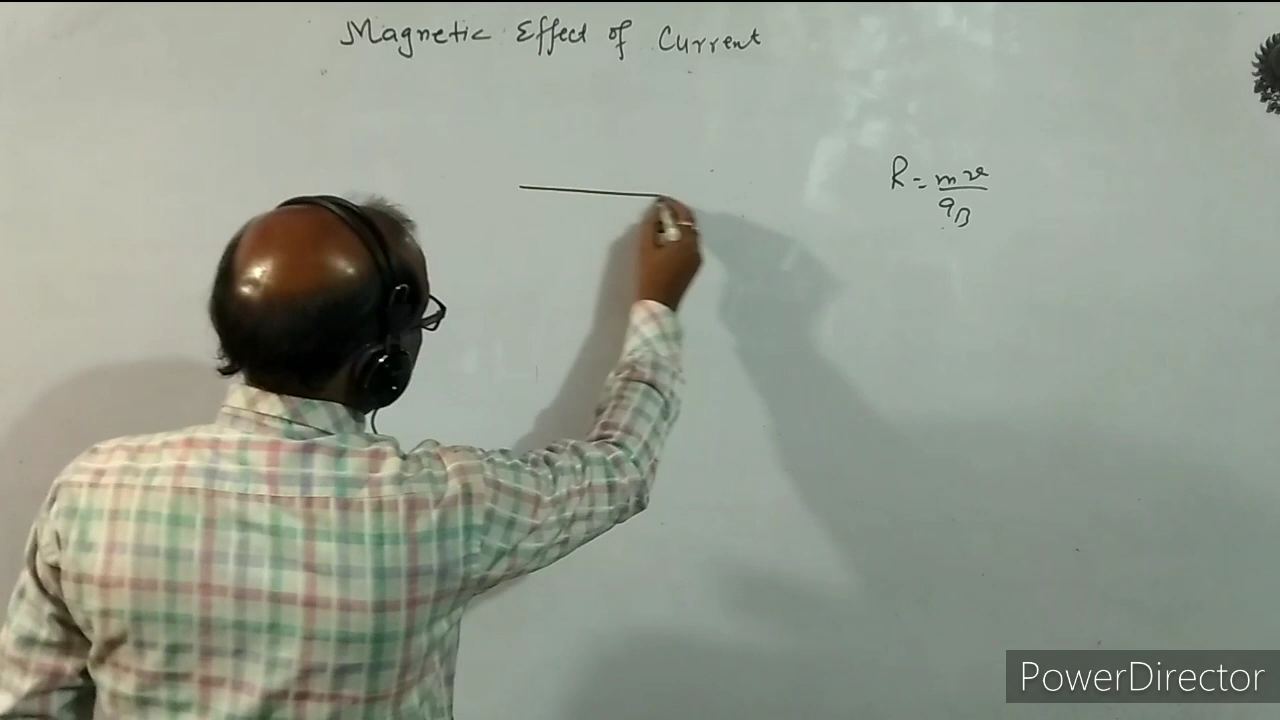 Magnetic Effect of Current
R = mv
qB
PowerDirector